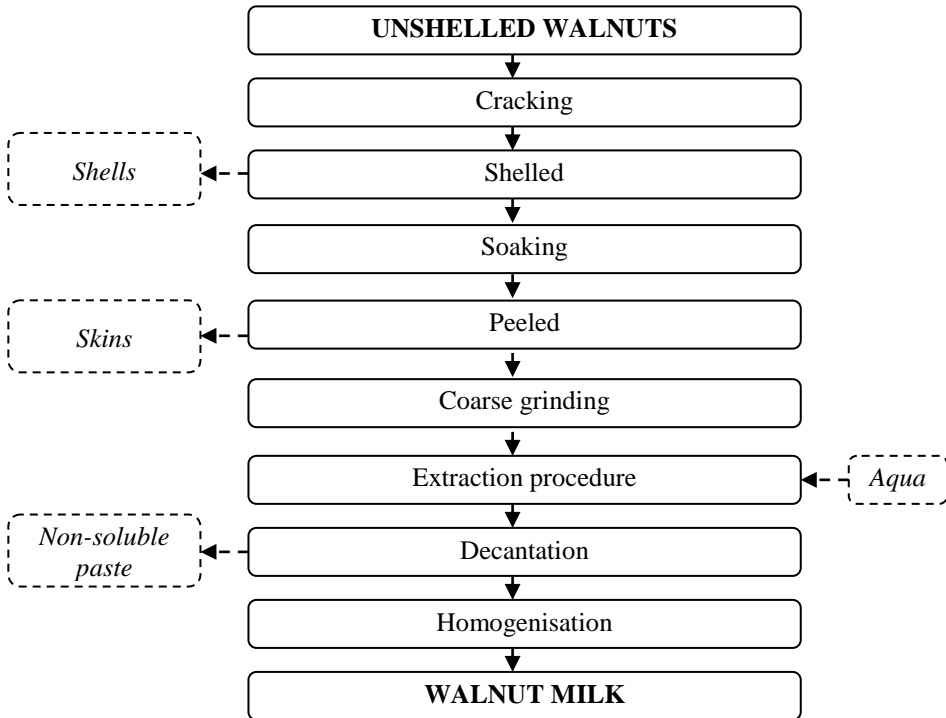 UNSHELLED WALNUTS
Cracking
Shells
Shelled
Soaking
Skins
Peeled
Coarse grinding
Extraction procedure
Aqua
Non-soluble
paste
Decantation
Homogenisation
WALNUT MILK